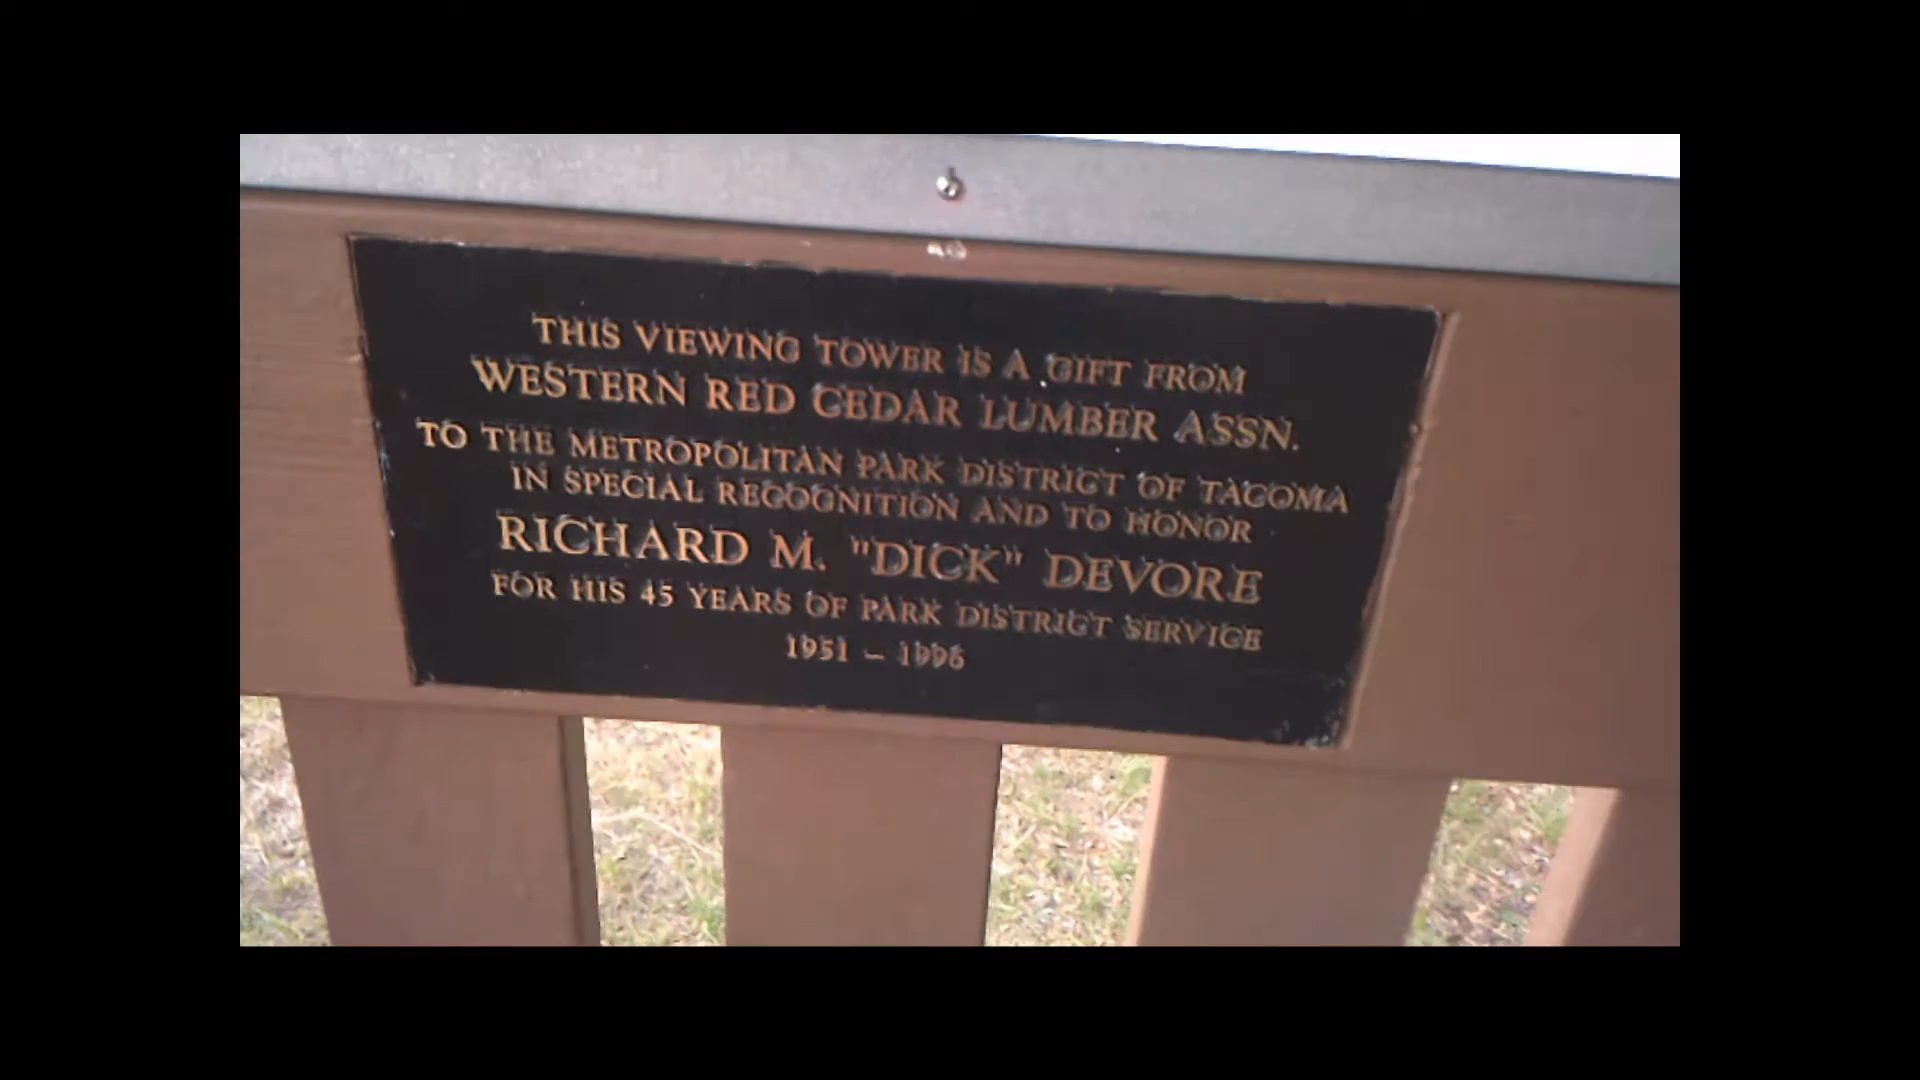 THIS VIEWING TOWER IS A GIFT FROM
WESTERN RED CEDAR LUMBER ASSN.
TO THE METROPOLITAN PARK DISTRICT OF TACOMA
IN SPECIAL RECOGNITION AND TO HONOR
RICHARD M. "DICK" DEVORE
FOR HIS 45 YEARS OF PARK DISTRICT SERVICE
1951 – 1996